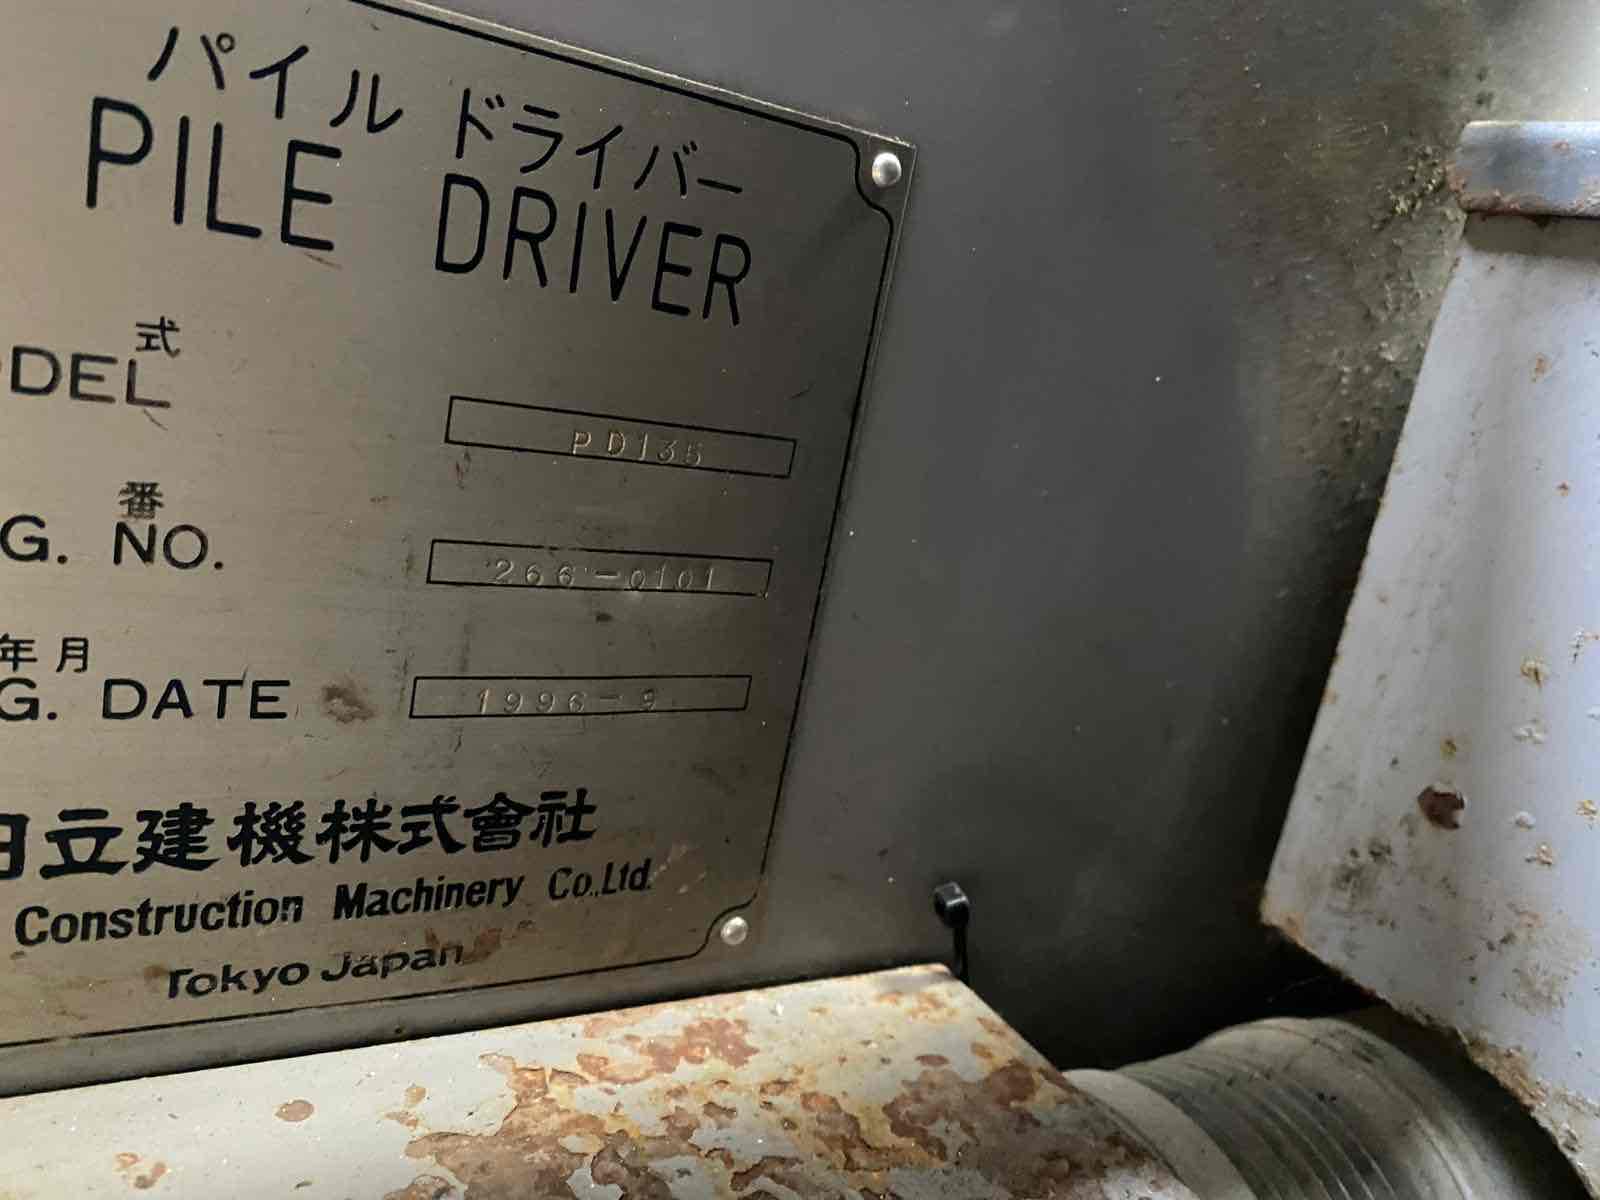 パイル ドライバー
PILE DRIVER
式
ODEL PD135
番
G. NO. 266-0101
年月
G. DATE 1996-9
日立建機株式會社
Construction Machinery Co.,Ltd.
Tokyo Japan